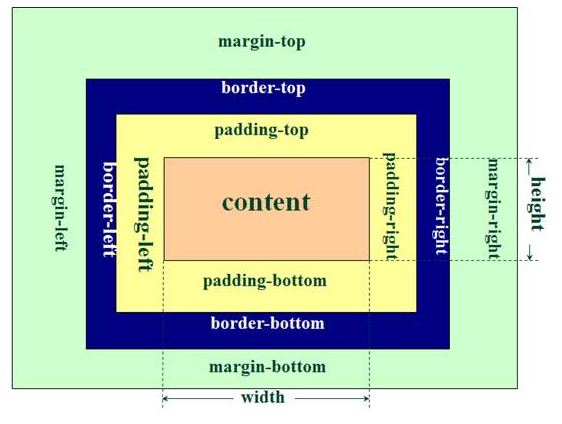 margin-top
border-top
padding-top
margin-left
border-left
padding-left
content
padding-right
border-right
margin-right
height
padding-bottom
border-bottom
margin-bottom
width